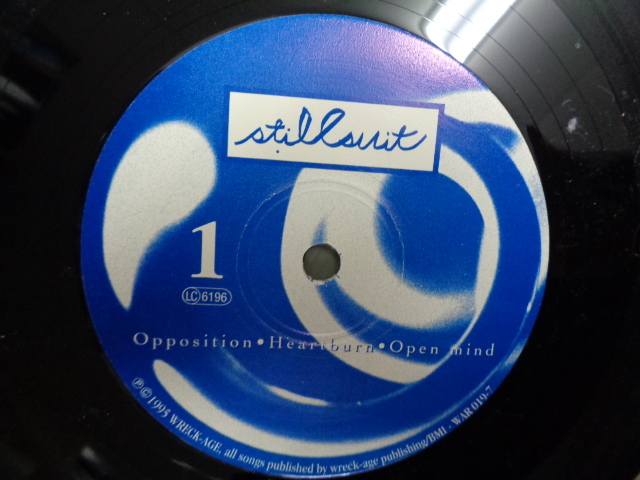 stillsuit
1
LC 6196
Opposition • Heartburn • Open mind
℗ © 1995 WRECK-AGE, all songs published by wreck-age publishing/BMI - WAR 019-7